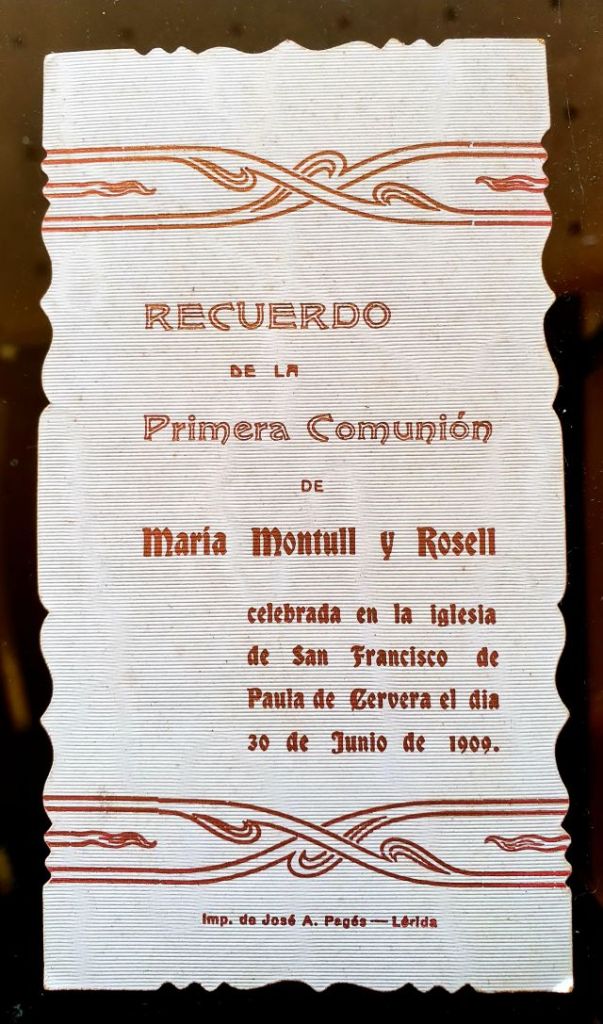 RECUERDO
DE LA
Primera Comunión
DE
María Montull y Rosell
celebrada en la iglesia
de San Francisco de
Paula de Cervera el dia
30 de Junio de 1909.
Imp. de José A. Pagés — Lérida